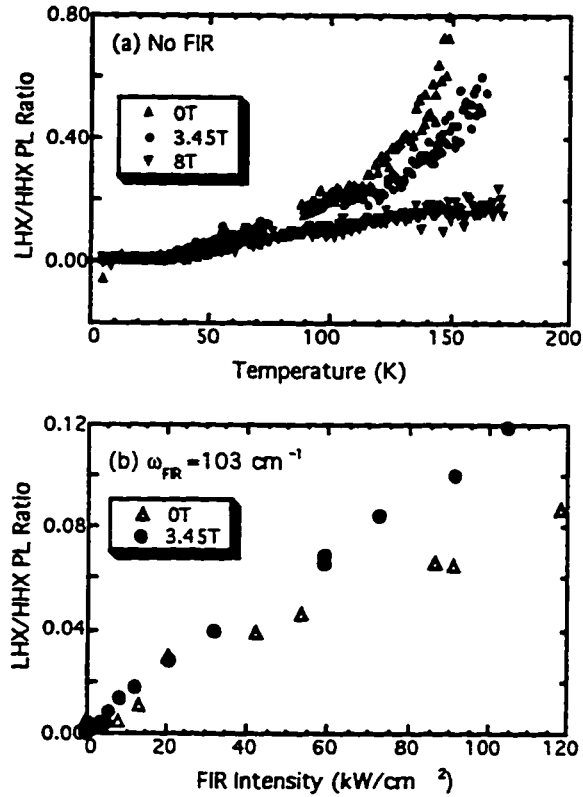 (a) No FIR
0T
3.45T
8T
LHX/HHX PL Ratio
0.80
0.40
0.00
0 50 100 150 200
Temperature (K)
(b) ω_FIR = 103 cm⁻¹
0T
3.45T
LHX/HHX PL Ratio
0.12
0.08
0.04
0.00
0 20 40 60 80 100 120
FIR Intensity (kW/cm ²)